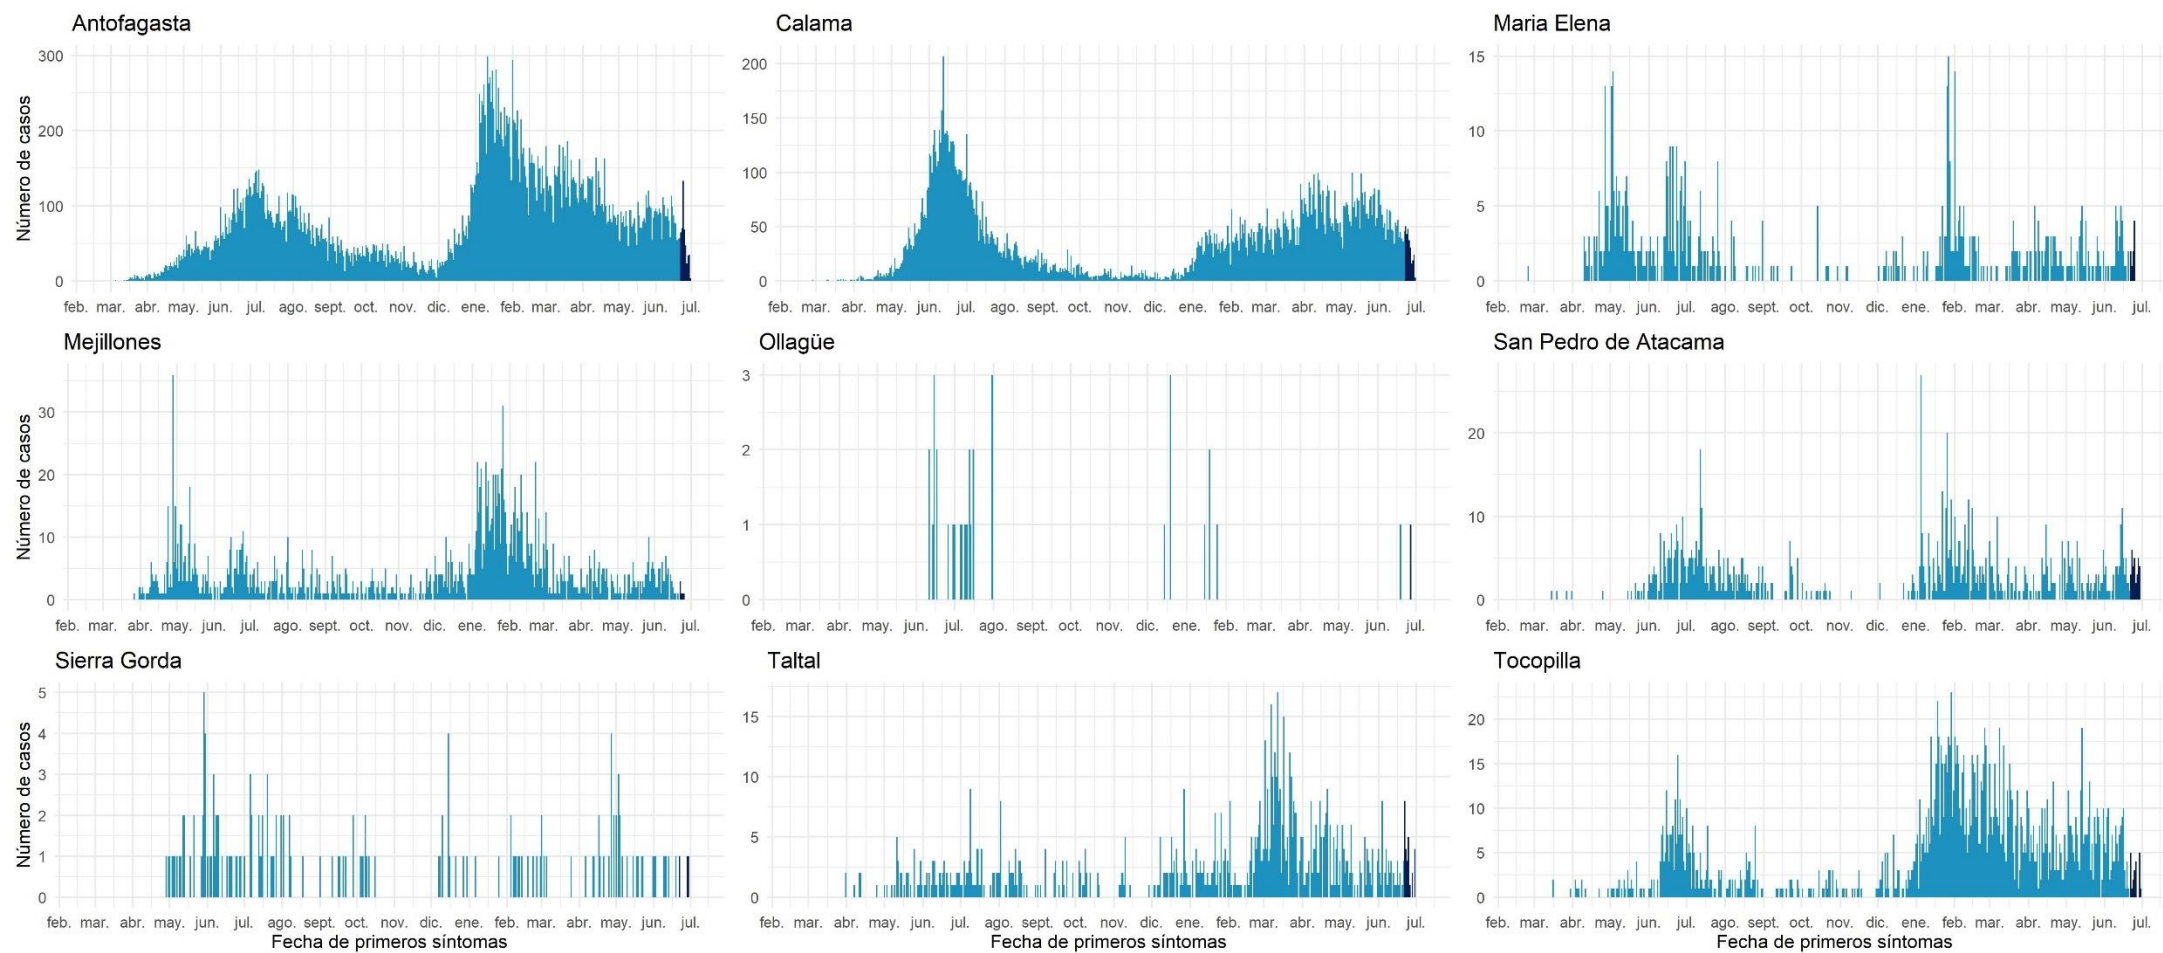 Antofagasta
Calama
Maria Elena
Número de casos
300
200
100
0
200
150
100
50
0
15
10
5
0
feb. mar. abr. may. jun. jul. ago. sept. oct. nov. dic. ene. feb. mar. abr. may. jun. jul.
feb. mar. abr. may. jun. jul. ago. sept. oct. nov. dic. ene. feb. mar. abr. may. jun. jul.
feb. mar. abr. may. jun. jul. ago. sept. oct. nov. dic. ene. feb. mar. abr. may. jun. jul.
Mejillones
Ollagüe
San Pedro de Atacama
Número de casos
30
20
10
0
3
2
1
0
20
10
0
feb. mar. abr. may. jun. jul. ago. sept. oct. nov. dic. ene. feb. mar. abr. may. jun. jul.
feb. mar. abr. may. jun. jul. ago. sept. oct. nov. dic. ene. feb. mar. abr. may. jun. jul.
feb. mar. abr. may. jun. jul. ago. sept. oct. nov. dic. ene. feb. mar. abr. may. jun. jul.
Sierra Gorda
Taltal
Tocopilla
Número de casos
5
4
3
2
1
0
15
10
5
0
20
15
10
5
0
feb. mar. abr. may. jun. jul. ago. sept. oct. nov. dic. ene. feb. mar. abr. may. jun. jul.
feb. mar. abr. may. jun. jul. ago. sept. oct. nov. dic. ene. feb. mar. abr. may. jun. jul.
feb. mar. abr. may. jun. jul. ago. sept. oct. nov. dic. ene. feb. mar. abr. may. jun. jul.
Fecha de primeros síntomas
Fecha de primeros síntomas
Fecha de primeros síntomas